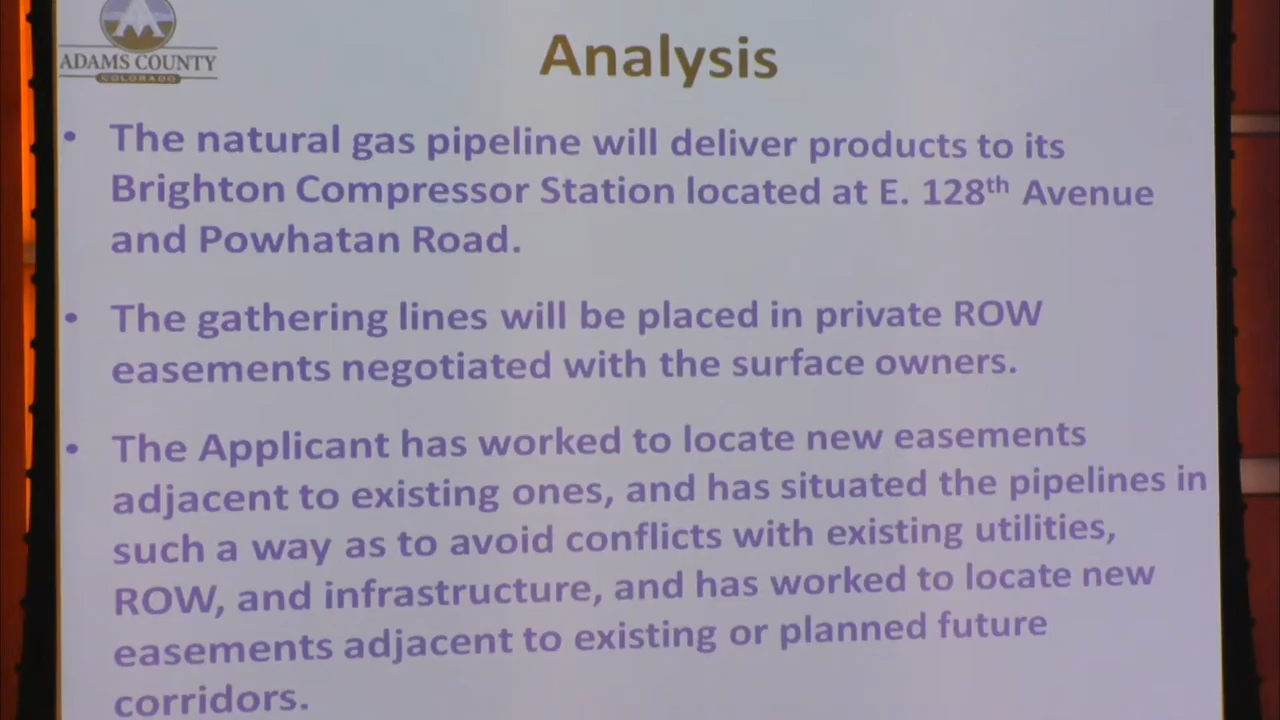 ADAMS COUNTY
COLORADO
Analysis
• The natural gas pipeline will deliver products to its
Brighton Compressor Station located at E. 128th Avenue
and Powhatan Road.
• The gathering lines will be placed in private ROW
easements negotiated with the surface owners.
• The Applicant has worked to locate new easements
adjacent to existing ones, and has situated the pipelines in
such a way as to avoid conflicts with existing utilities,
ROW, and infrastructure, and has worked to locate new
easements adjacent to existing or planned future
corridors.